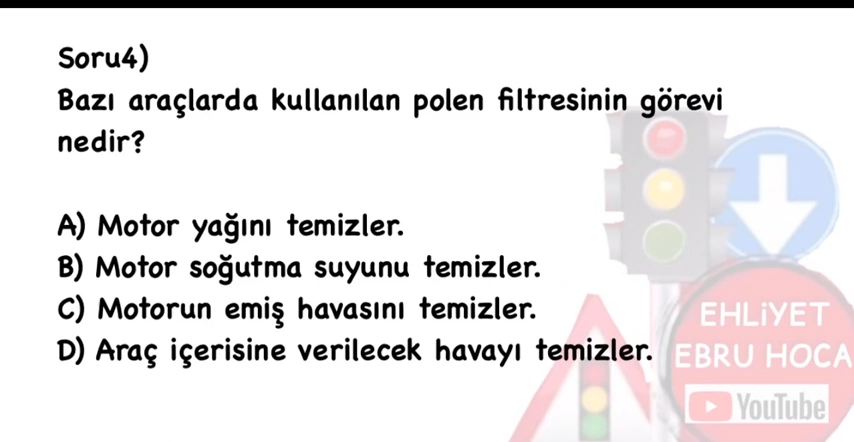 Soru4)
Bazı araçlarda kullanılan polen filtresinin görevi
nedir?
A) Motor yağını temizler.
B) Motor soğutma suyunu temizler.
C) Motorun emiş havasını temizler.
D) Araç içerisine verilecek havayı temizler.
EHLİYET
EBRU HOCA
YouTube